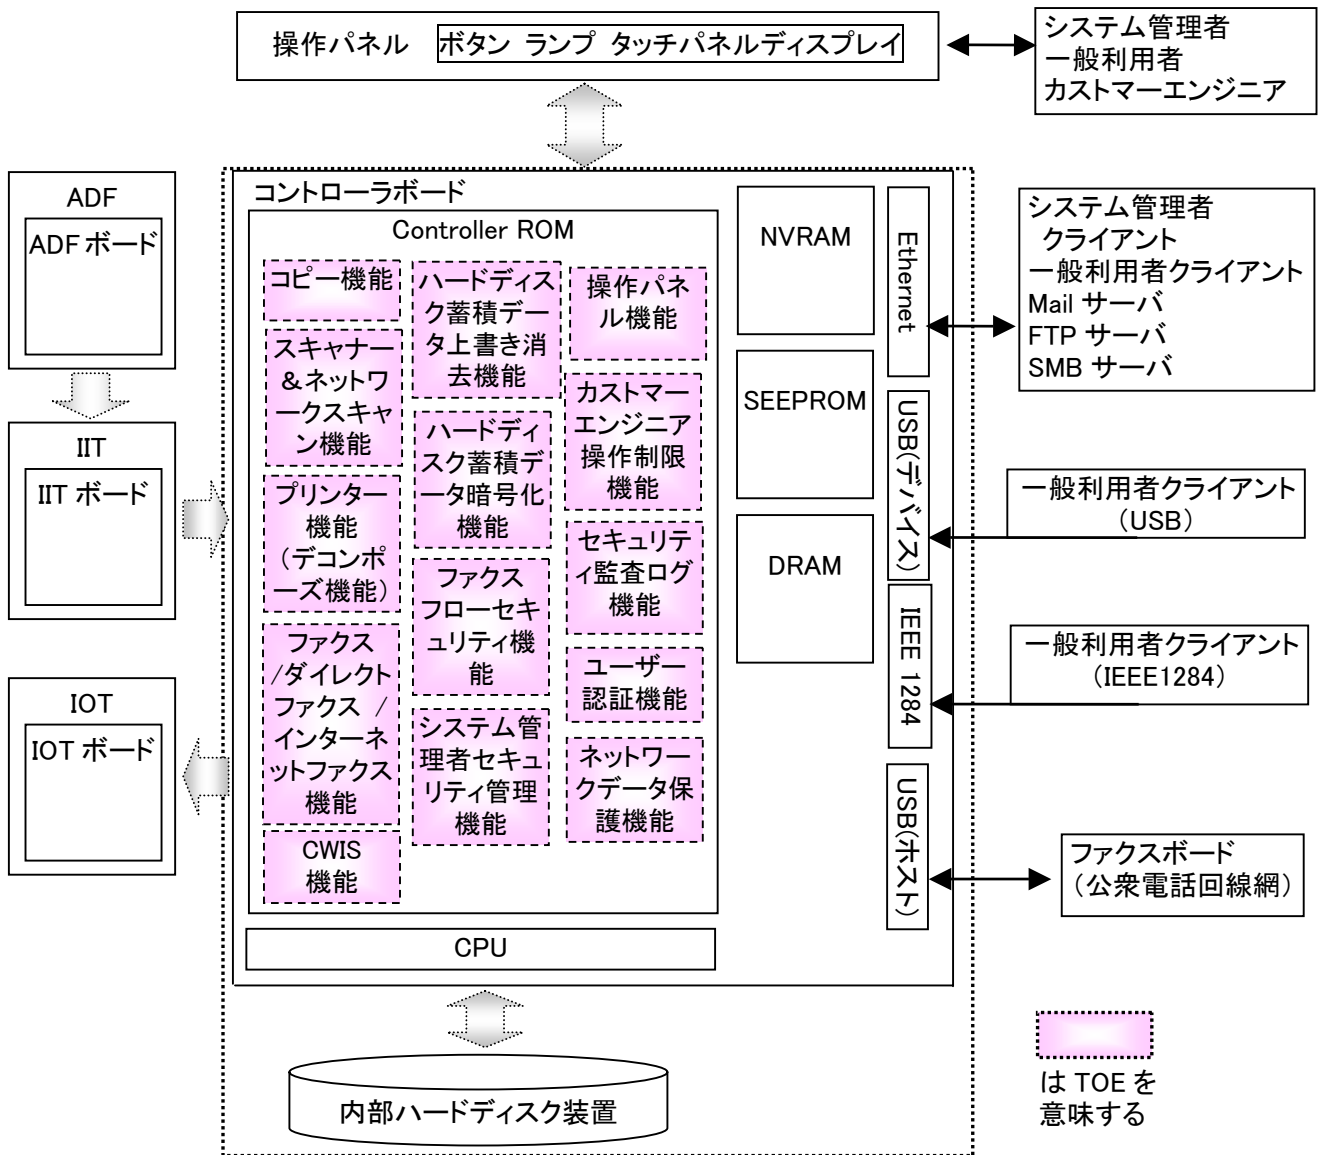 操作パネル ボタン ランプ タッチパネルディスプレイ
システム管理者
一般利用者
カストマーエンジニア
ADF
ADF ボード
IIT
IIT ボード
IOT
IOT ボード
コントローラボード
Controller ROM
コピー機能
スキャナー
&ネットワ
ークスキャ
ン機能
プリンター
機能
(デコンポ
ーズ機能)
ファクス
/ダイレクト
ファクス /
インターネ
ットファクス
機能
CWIS
機能
ハードディス
ク蓄積デー
タ上書き消
去機能
ハードディ
スク蓄積デ
ータ暗号化
機能
ファクス
フローセキ
ュリティ機
能
システム管
理者セキュ
リティ管理
機能
操作パネ
ル機能
カストマー
エンジニア
操作制限
機能
セキュリテ
ィ監査ログ
機能
ユーザー
認証機能
ネットワー
クデータ保
護機能
CPU
NVRAM
SEEPROM
DRAM
Ethernet
USB(デバイス)
IEEE 1284
USB(ホスト)
システム管理者
クライアント
一般利用者クライアント
Mail サーバ
FTP サーバ
SMB サーバ
一般利用者クライアント
(USB)
一般利用者クライアント
(IEEE1284)
ファクスボード
(公衆電話回線網)
内部ハードディスク装置
は TOE を
意味する